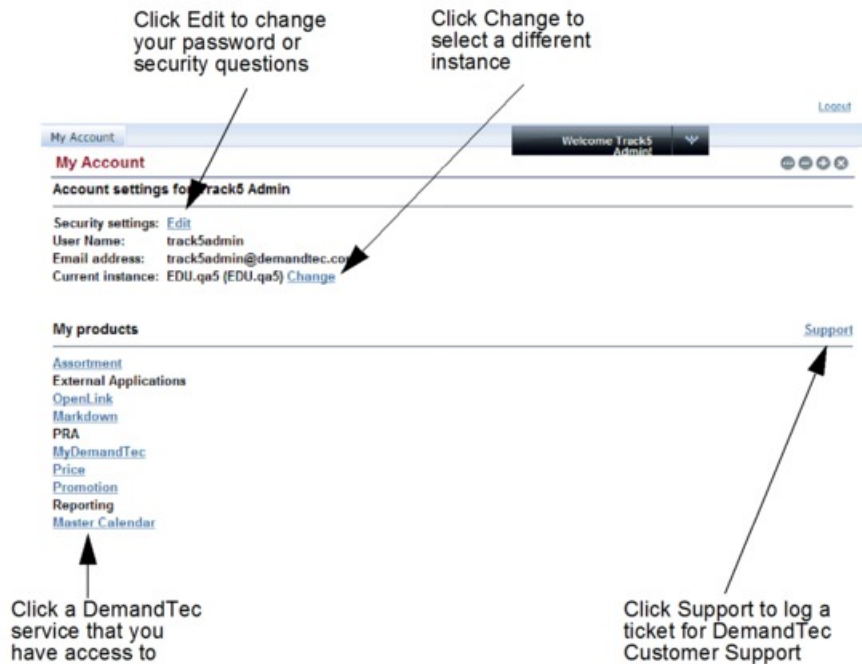 Click Edit to change
your password or
security questions
Click Change to
select a different
instance
Logout
My Account
Welcome Track5
Admin!
My Account
Account settings for Track5 Admin
Security settings: Edit
User Name: track5admin
Email address: track5admin@demandtec.com
Current instance: EDU.qa5 (EDU.qa5) Change
My products
Support
Assortment
External Applications
OpenLink
Markdown
PRA
MyDemandTec
Price
Promotion
Reporting
Master Calendar
Click a DemandTec
service that you
have access to
Click Support to log a
ticket for DemandTec
Customer Support